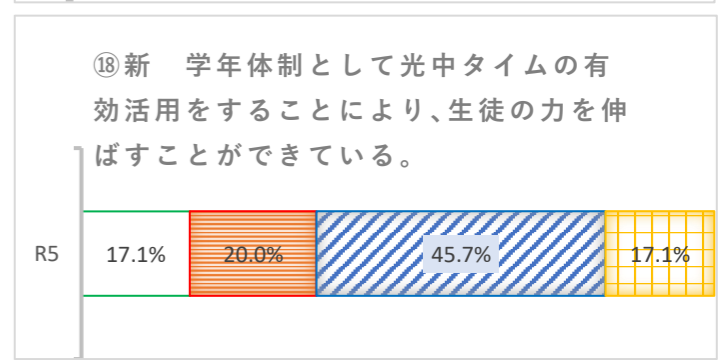 ⑱新　学年体制として光中タイムの有
効活用をすることにより、生徒の力を伸
ばすことができている。
R5 17.1% 20.0% 45.7% 17.1%